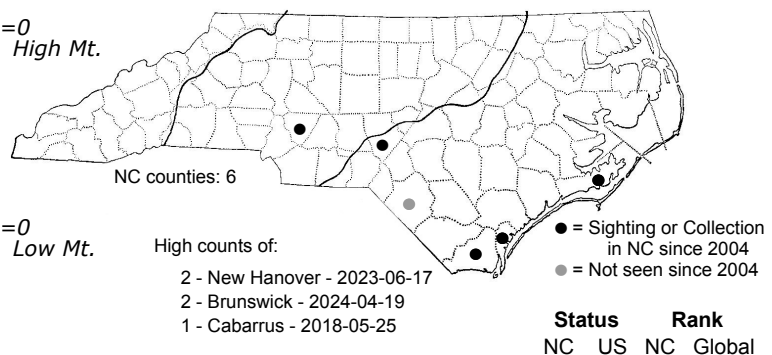 =0
High Mt.
NC counties: 6
=0
Low Mt.
High counts of:
2 - New Hanover - 2023-06-17
2 - Brunswick - 2024-04-19
1 - Cabarrus - 2018-05-25
● = Sighting or Collection
in NC since 2004
● = Not seen since 2004
Status Rank
NC US NC Global